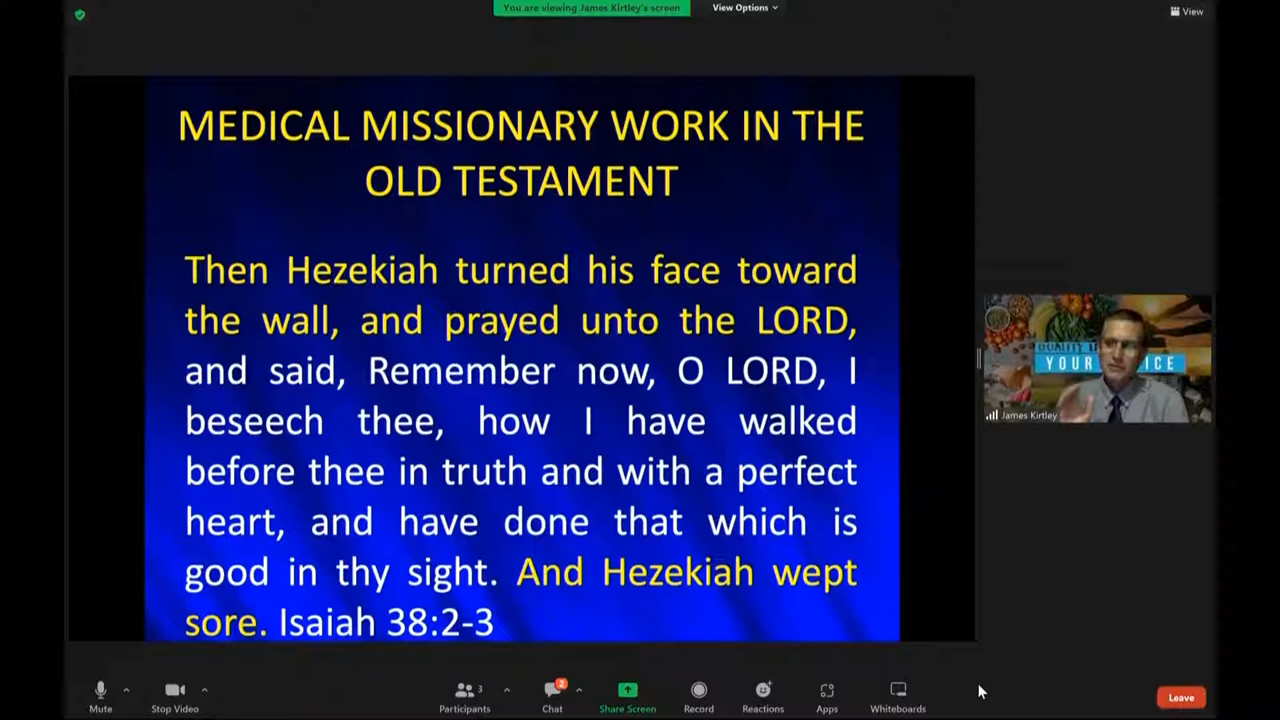 You are viewing James Kirtley's screen
View Options
View
MEDICAL MISSIONARY WORK IN THE
OLD TESTAMENT
Then Hezekiah turned his face toward
the wall, and prayed unto the LORD,
and said, Remember now, O LORD, I
beseech thee, how I have walked
before thee in truth and with a perfect
heart, and have done that which is
good in thy sight. And Hezekiah wept
sore. Isaiah 38:2-3
QUALITY
YOUR ICE
James Kirtley
Mute
Stop Video
Participants
3
Chat
2
Share Screen
Record
Reactions
Apps
Whiteboards
Leave